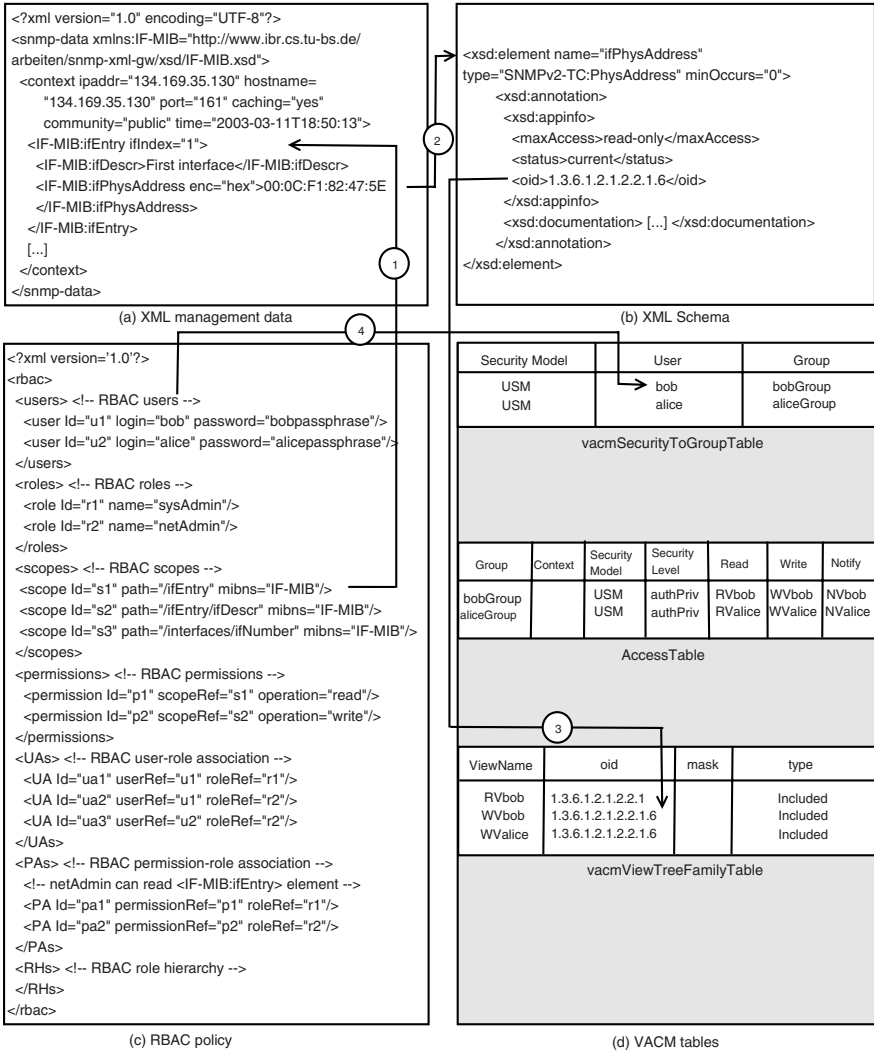 <?xml version="1.0" encoding="UTF-8"?>
<snmp-data xmlns:IF-MIB="http://www.ibr.cs.tu-bs.de/
arbeiten/snmp-xml-gw/xsd/IF-MIB.xsd">
<context ipaddr="134.169.35.130" hostname=
"134.169.35.130" port="161" caching="yes"
community="public" time="2003-03-11T18:50:13">
<IF-MIB:ifEntry ifIndex="1">
<IF-MIB:ifDescr>First interface</IF-MIB:ifDescr>
<IF-MIB:ifPhysAddress enc="hex">00:0C:F1:82:47:5E
</IF-MIB:ifPhysAddress>
</IF-MIB:ifEntry>
[...]
</context>
</snmp-data>
(a) XML management data
1
2
<xsd:element name="ifPhysAddress"
type="SNMPv2-TC:PhysAddress" minOccurs="0">
<xsd:annotation>
<xsd:appinfo>
<maxAccess>read-only</maxAccess>
<status>current</status>
<oid>1.3.6.1.2.1.2.2.1.6</oid>
</xsd:appinfo>
<xsd:documentation> [...] </xsd:documentation>
</xsd:annotation>
</xsd:element>
(b) XML Schema
4
<?xml version='1.0'?>
<rbac>
<users> <!-- RBAC users -->
<user Id="u1" login="bob" password="bobpassphrase"/>
<user Id="u2" login="alice" password="alicepassphrase"/>
</users>
<roles> <!-- RBAC roles -->
<role Id="r1" name="sysAdmin"/>
<role Id="r2" name="netAdmin"/>
</roles>
<scopes> <!-- RBAC scopes -->
<scope Id="s1" path="/ifEntry" mibns="IF-MIB"/>
<scope Id="s2" path="/ifEntry/ifDescr" mibns="IF-MIB"/>
<scope Id="s3" path="/interfaces/ifNumber" mibns="IF-MIB"/>
</scopes>
<permissions> <!-- RBAC permissions -->
<permission Id="p1" scopeRef="s1" operation="read"/>
<permission Id="p2" scopeRef="s2" operation="write"/>
</permissions>
<UAs> <!-- RBAC user-role association -->
<UA Id="ua1" userRef="u1" roleRef="r1"/>
<UA Id="ua2" userRef="u1" roleRef="r2"/>
<UA Id="ua3" userRef="u2" roleRef="r2"/>
</UAs>
<PAs> <!-- RBAC permission-role association -->
<!-- netAdmin can read <IF-MIB:ifEntry> element -->
<PA Id="pa1" permissionRef="p1" roleRef="r1"/>
<PA Id="pa2" permissionRef="p2" roleRef="r2"/>
</PAs>
<RHs> <!-- RBAC role hierarchy -->
</RHs>
</rbac>
(c) RBAC policy
Security Model User Group
USM bob bobGroup
USM alice aliceGroup
vacmSecurityToGroupTable
Group Context Security Model Security Level Read Write Notify
bobGroup USM authPriv RVbob WVbob NVbob
aliceGroup USM authPriv RValice WValice NValice
AccessTable
3
ViewName oid mask type
RVbob 1.3.6.1.2.1.2.2.1 Included
WVbob 1.3.6.1.2.1.2.2.1.6 Included
WValice 1.3.6.1.2.1.2.2.1.6 Included
vacmViewTreeFamilyTable
(d) VACM tables